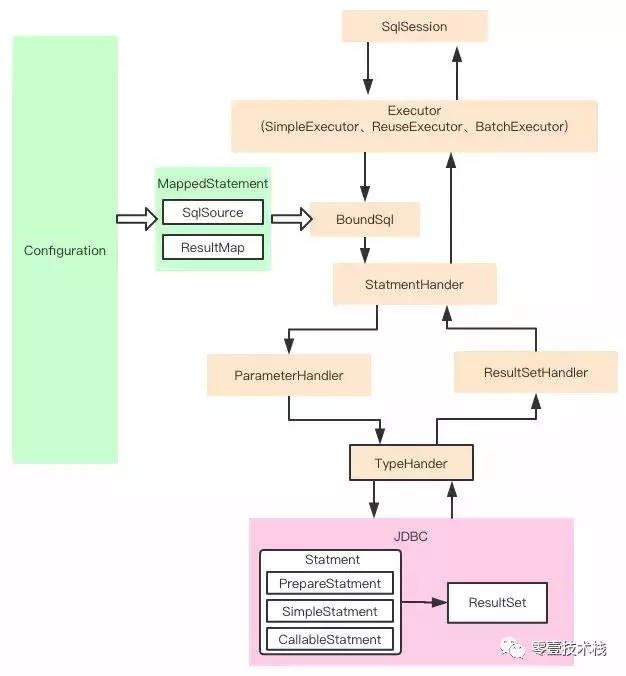 SqlSession
Executor
(SimpleExecutor、ReuseExecutor、BatchExecutor)
MappedStatement
SqlSource
ResultMap
BoundSql
Configuration
StatmentHander
ParameterHandler
ResultSetHandler
TypeHander
JDBC
Statment
PrepareStatment
SimpleStatment
CallableStatment
ResultSet
零壹技术栈